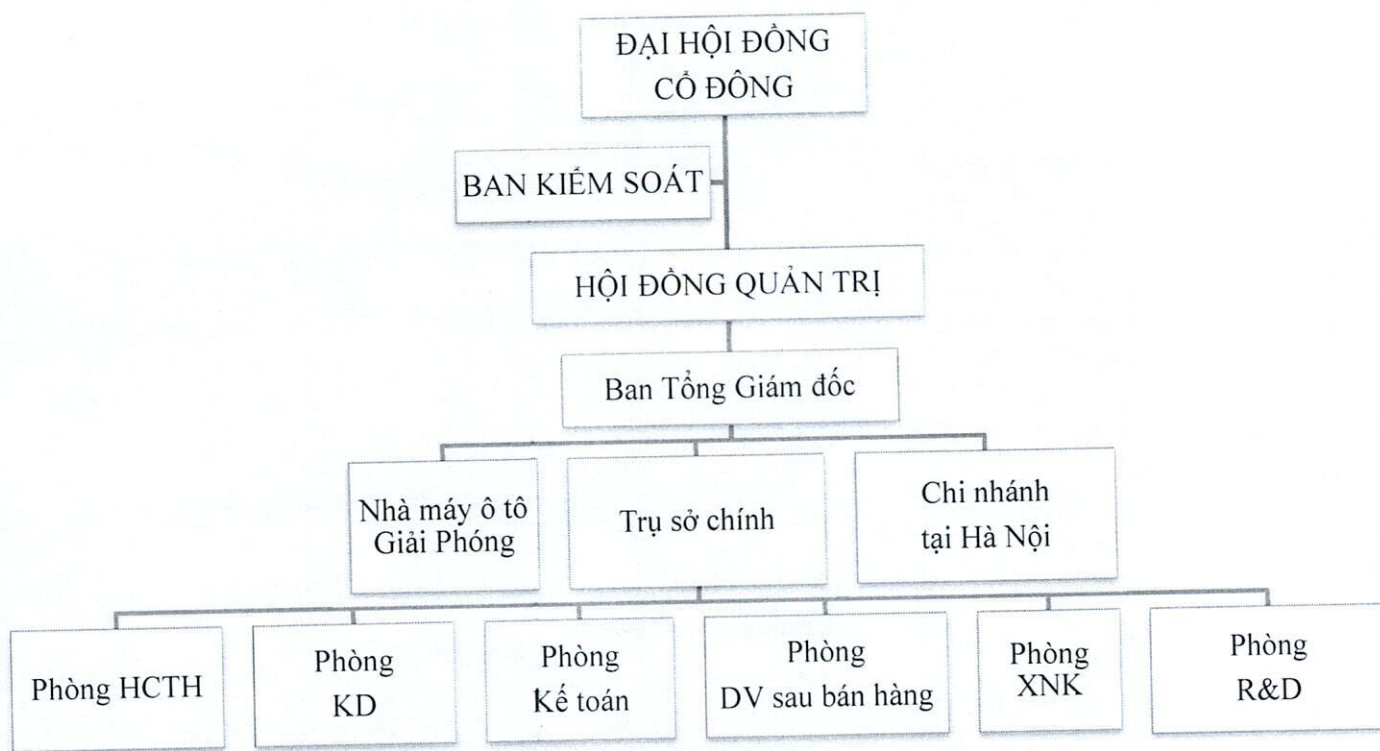 ĐẠI HỘI ĐỒNG
CỔ ĐÔNG
BAN KIỂM SOÁT
HỘI ĐỒNG QUẢN TRỊ
Ban Tổng Giám đốc
Nhà máy ô tô
Giải Phóng
Trụ sở chính
Chi nhánh
tại Hà Nội
Phòng HCTH
Phòng
KD
Phòng
Kế toán
Phòng
DV sau bán hàng
Phòng
XNK
Phòng
R&D